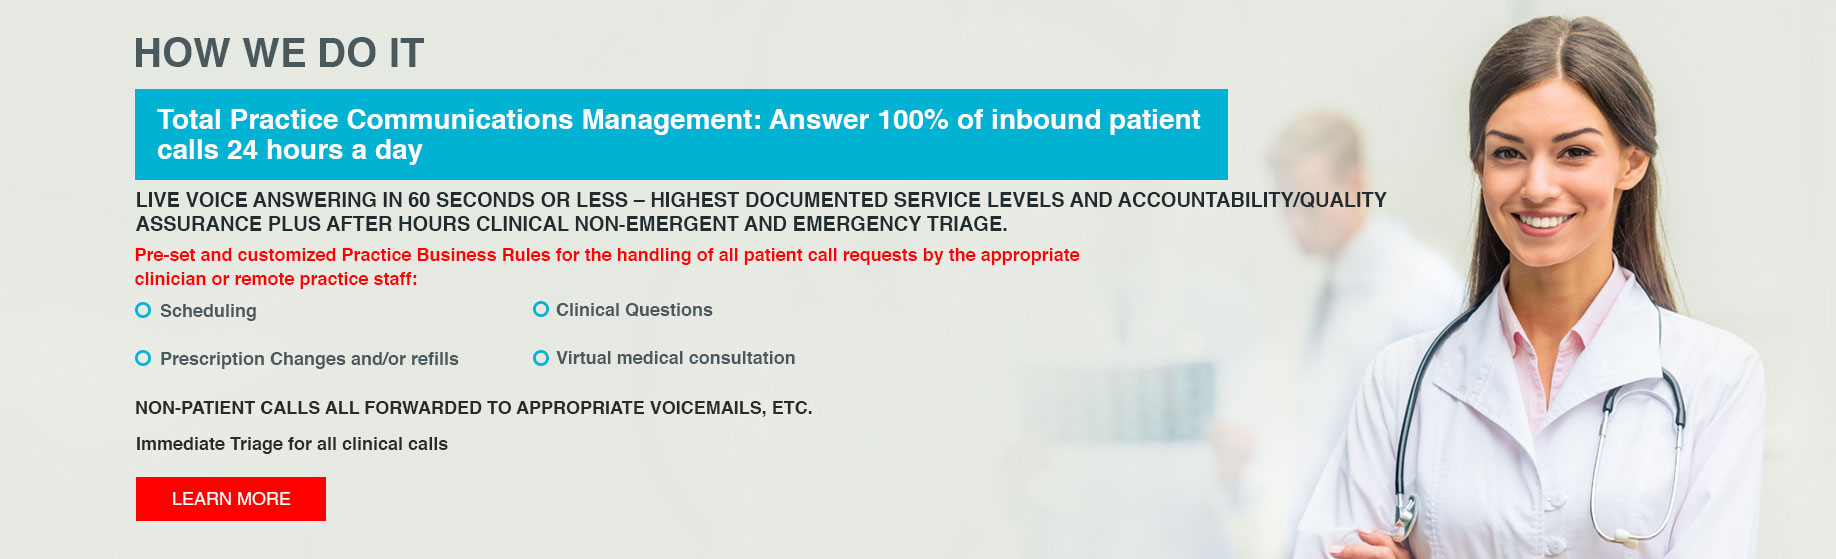 HOW WE DO IT
Total Practice Communications Management: Answer 100% of inbound patient
calls 24 hours a day
LIVE VOICE ANSWERING IN 60 SECONDS OR LESS – HIGHEST DOCUMENTED SERVICE LEVELS AND ACCOUNTABILITY/QUALITY
ASSURANCE PLUS AFTER HOURS CLINICAL NON-EMERGENT AND EMERGENCY TRIAGE.
Pre-set and customized Practice Business Rules for the handling of all patient call requests by the appropriate
clinician or remote practice staff:
Scheduling
Clinical Questions
Prescription Changes and/or refills
Virtual medical consultation
NON-PATIENT CALLS ALL FORWARDED TO APPROPRIATE VOICEMAILS, ETC.
Immediate Triage for all clinical calls
LEARN MORE